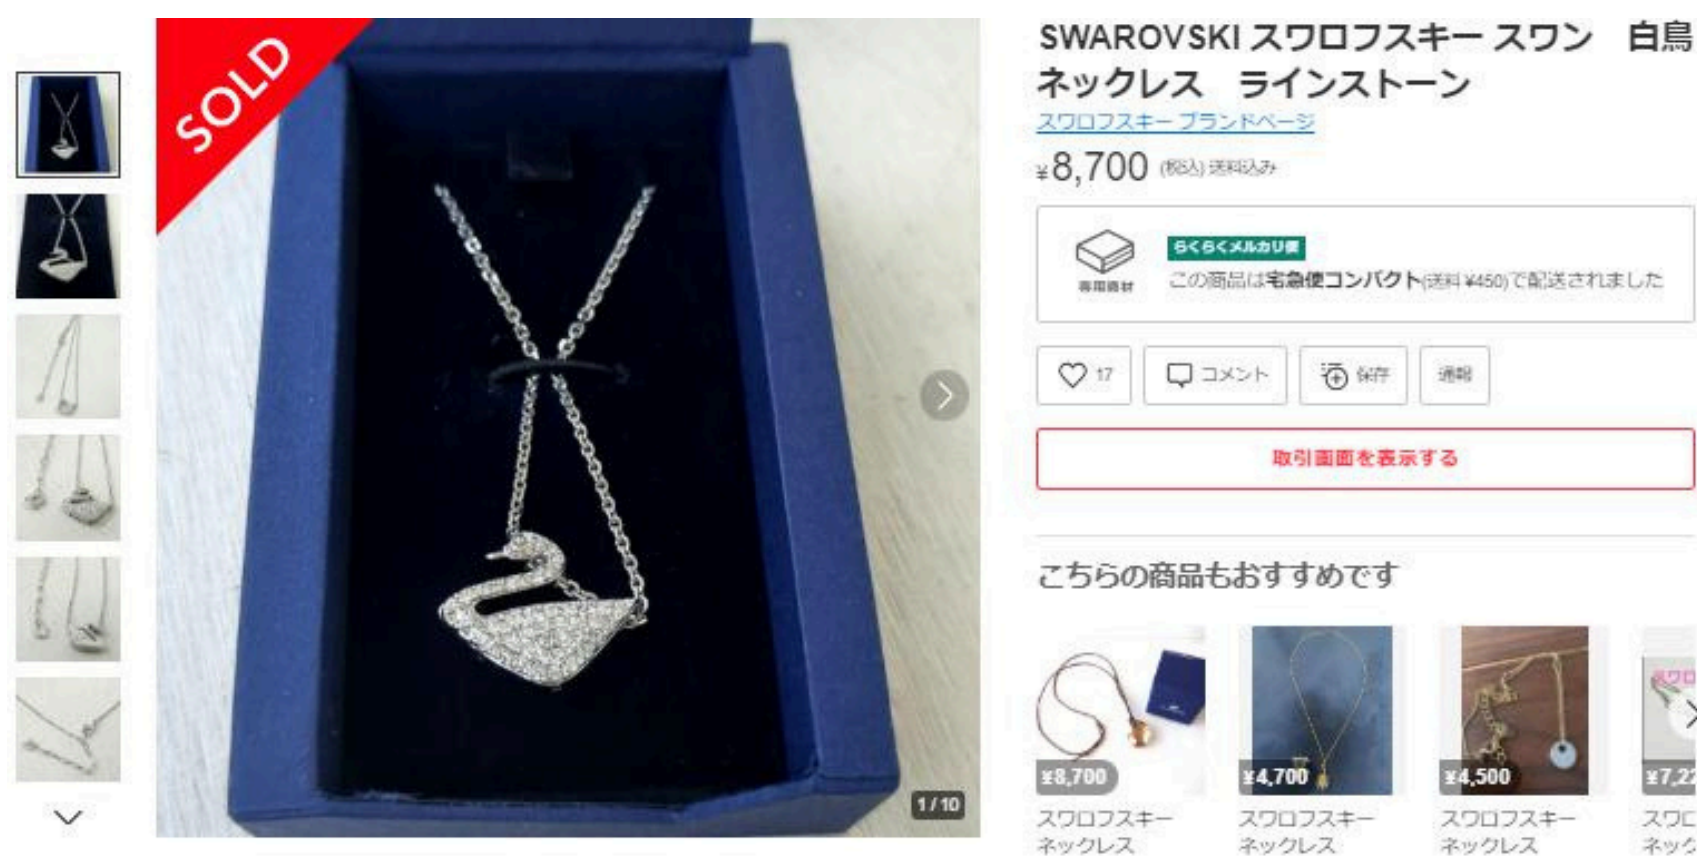 SOLD
1 / 10
SWAROVSKI スワロフスキー スワン　白鳥
ネックレス　ラインストーン
スワロフスキー ブランドページ
¥8,700 (税込) 送料込み
らくらくメルカリ便
専用資材
この商品は宅急便コンパクト(送料 ¥450)で配送されました
17
コメント
保存
通報
取引画面を表示する
こちらの商品もおすすめです
¥8,700
¥4,700
¥4,500
¥7,22
スワロフスキー
ネックレス
スワロフスキー
ネックレス
スワロフスキー
ネックレス
スワロ
ネック